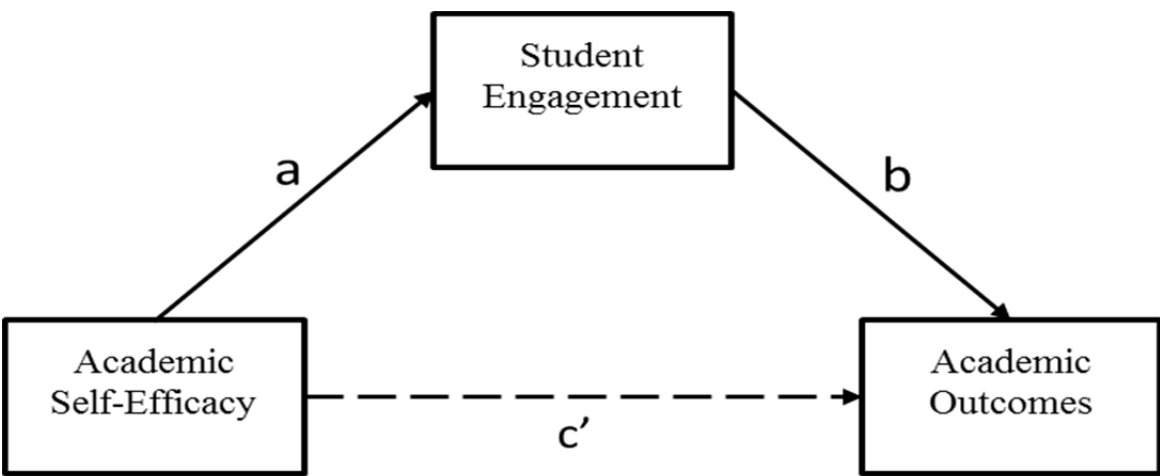 Student
Engagement
a
b
Academic
Self-Efficacy
Academic
Outcomes
c’